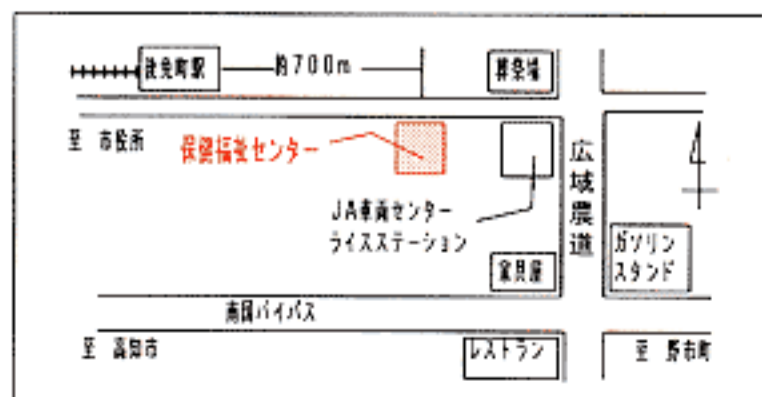 後免町駅
約700m
葬祭場
至 市役所
保健福祉センター
広域農道
JA車両センター
ライスステーション
家具屋
ガソリン
スタンド
南国バイパス
至 高知市
レストラン
至 野市町